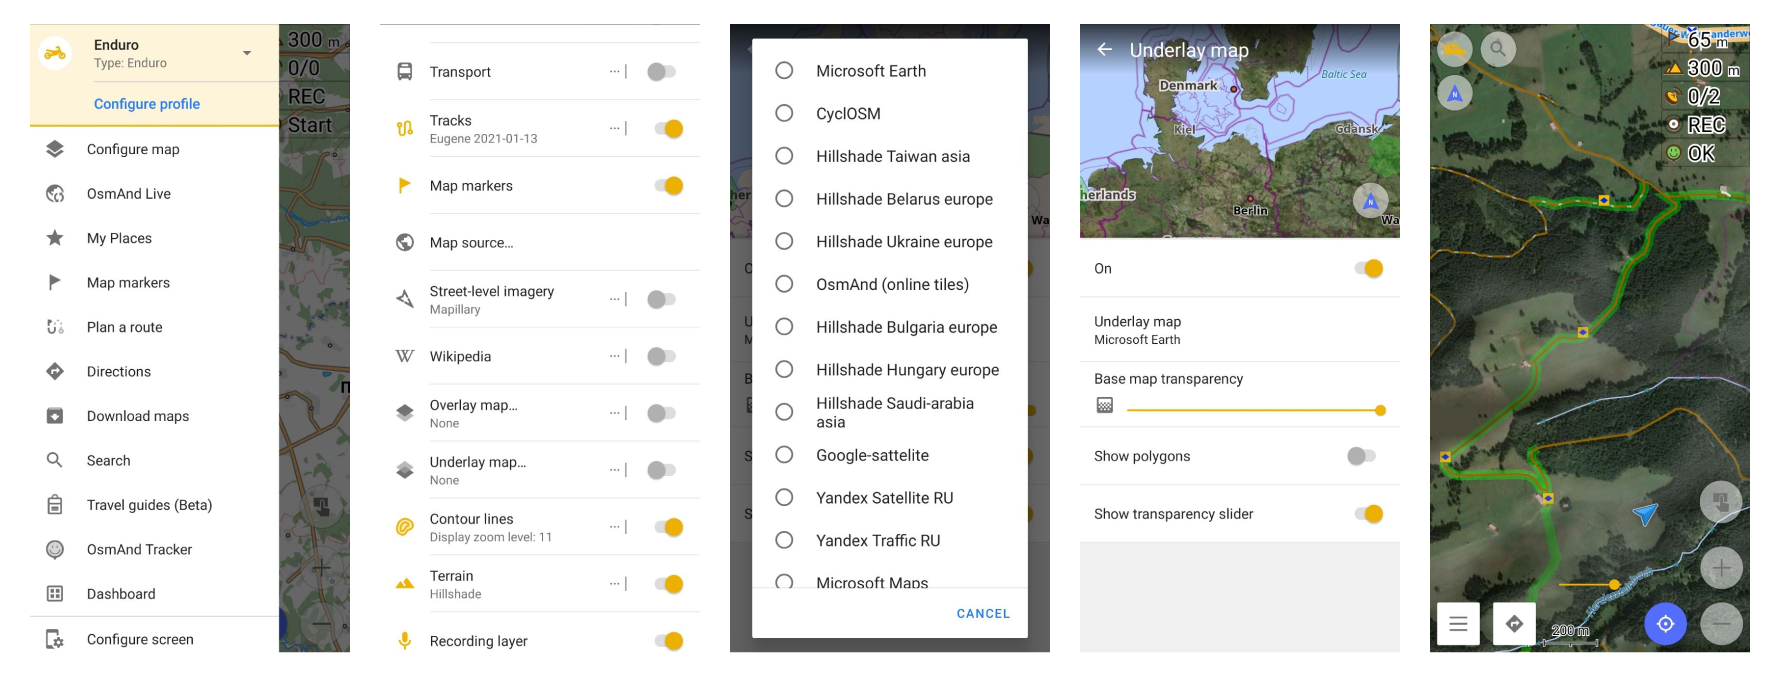 Enduro
Type: Enduro
Configure profile
Configure map
OsmAnd Live
My Places
Map markers
Plan a route
Directions
Download maps
Search
Travel guides (Beta)
OsmAnd Tracker
Dashboard
Configure screen
300 m
0/0
REC
Start
Transport
Tracks
Eugene 2021-01-13
Map markers
Map source...
Street-level imagery
Mapillary
Wikipedia
Overlay map...
None
Underlay map...
None
Contour lines
Display zoom level: 11
Terrain
Hillshade
Recording layer
Microsoft Earth
CyclOSM
Hillshade Taiwan asia
Hillshade Belarus europe
Hillshade Ukraine europe
OsmAnd (online tiles)
Hillshade Bulgaria europe
Hillshade Hungary europe
Hillshade Saudi-arabia
asia
Google-sattelite
Yandex Satellite RU
Yandex Traffic RU
Microsoft Maps
CANCEL
Underlay map
Baltic Sea
Denmark
Kiel
Gdansk
herlands
Berlin
Wa
On
Underlay map
Microsoft Earth
Base map transparency
Show polygons
Show transparency slider
65 m
300 m
0/2
REC
OK
N
200 m